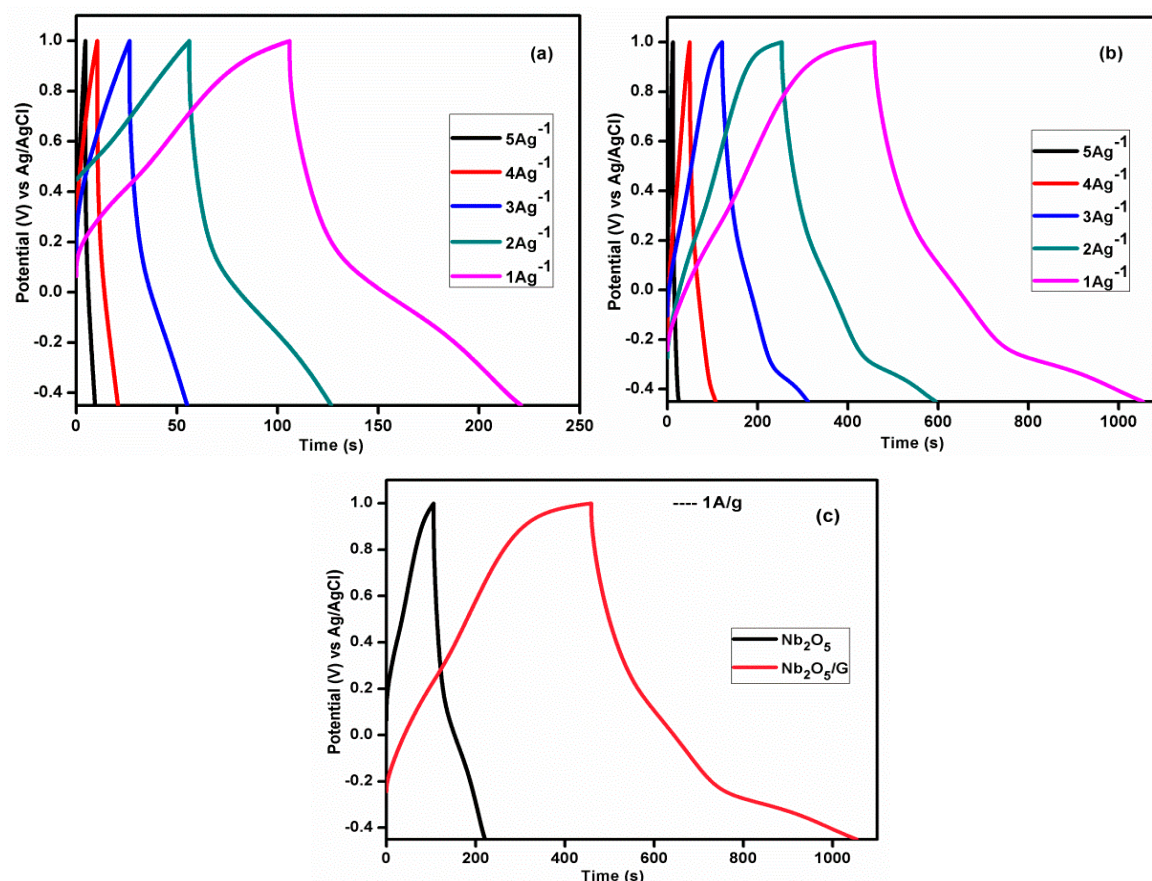 (a)
1.0
0.8
0.6
0.4
0.2
0.0
-0.2
-0.4
Potential (V) vs Ag/AgCl)
5Ag⁻¹
4Ag⁻¹
3Ag⁻¹
2Ag⁻¹
1Ag⁻¹
0 50 100 150 200 250
Time (s)
(b)
1.0
0.8
0.6
0.4
0.2
0.0
-0.2
-0.4
Potential (V) vs Ag/AgCl)
5Ag⁻¹
4Ag⁻¹
3Ag⁻¹
2Ag⁻¹
1Ag⁻¹
0 200 400 600 800 1000
Time (s)
---- 1A/g
(c)
1.0
0.8
0.6
0.4
0.2
0.0
-0.2
-0.4
Potential (V) vs Ag/AgCl)
Nb₂O₅
Nb₂O₅/G
0 200 400 600 800 1000
Time (s)